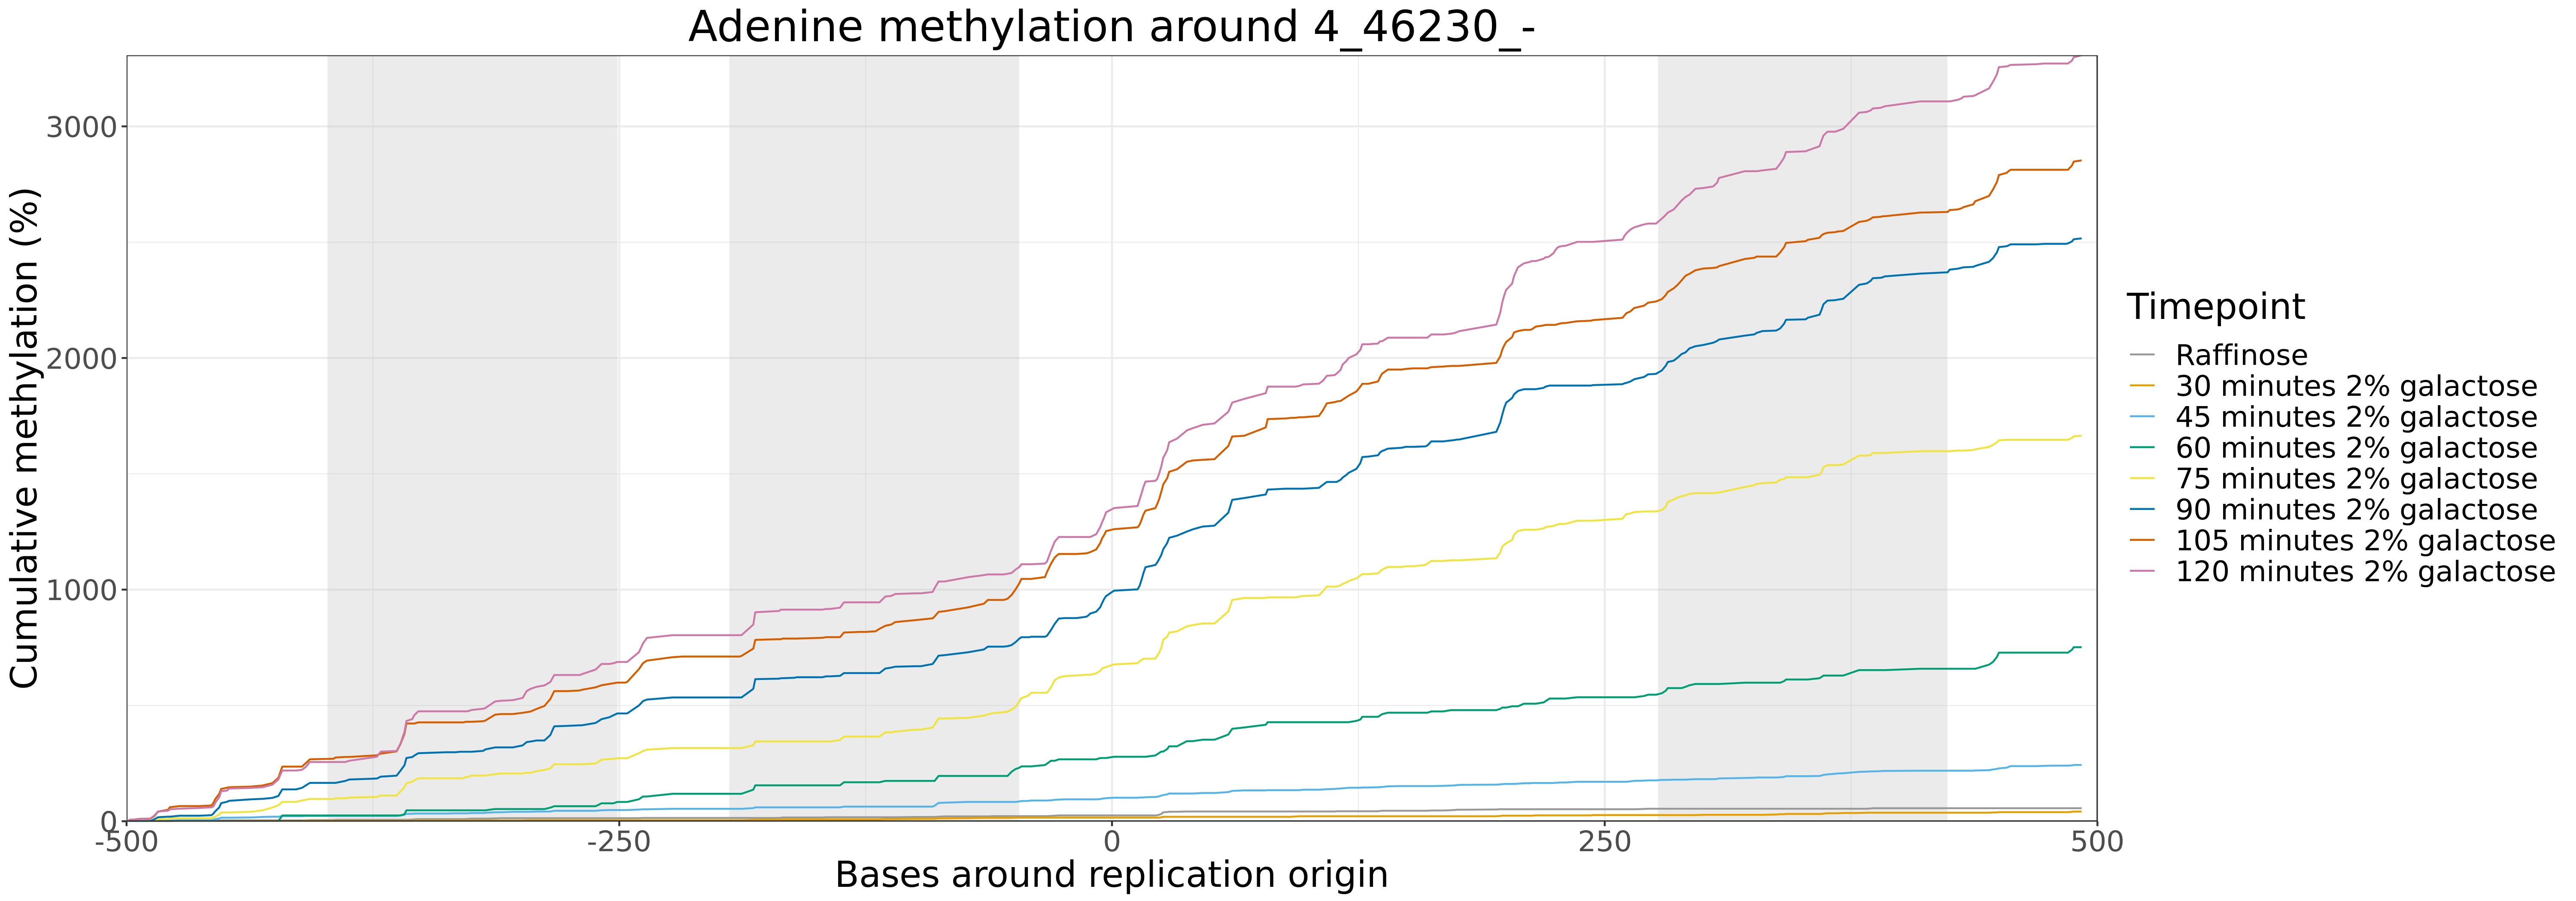 Adenine methylation around 4_46230_-
Cumulative methylation (%)
3000
2000
1000
0
-500
-250
0
250
500
Bases around replication origin
Timepoint
Raffinose
30 minutes 2% galactose
45 minutes 2% galactose
60 minutes 2% galactose
75 minutes 2% galactose
90 minutes 2% galactose
105 minutes 2% galactose
120 minutes 2% galactose